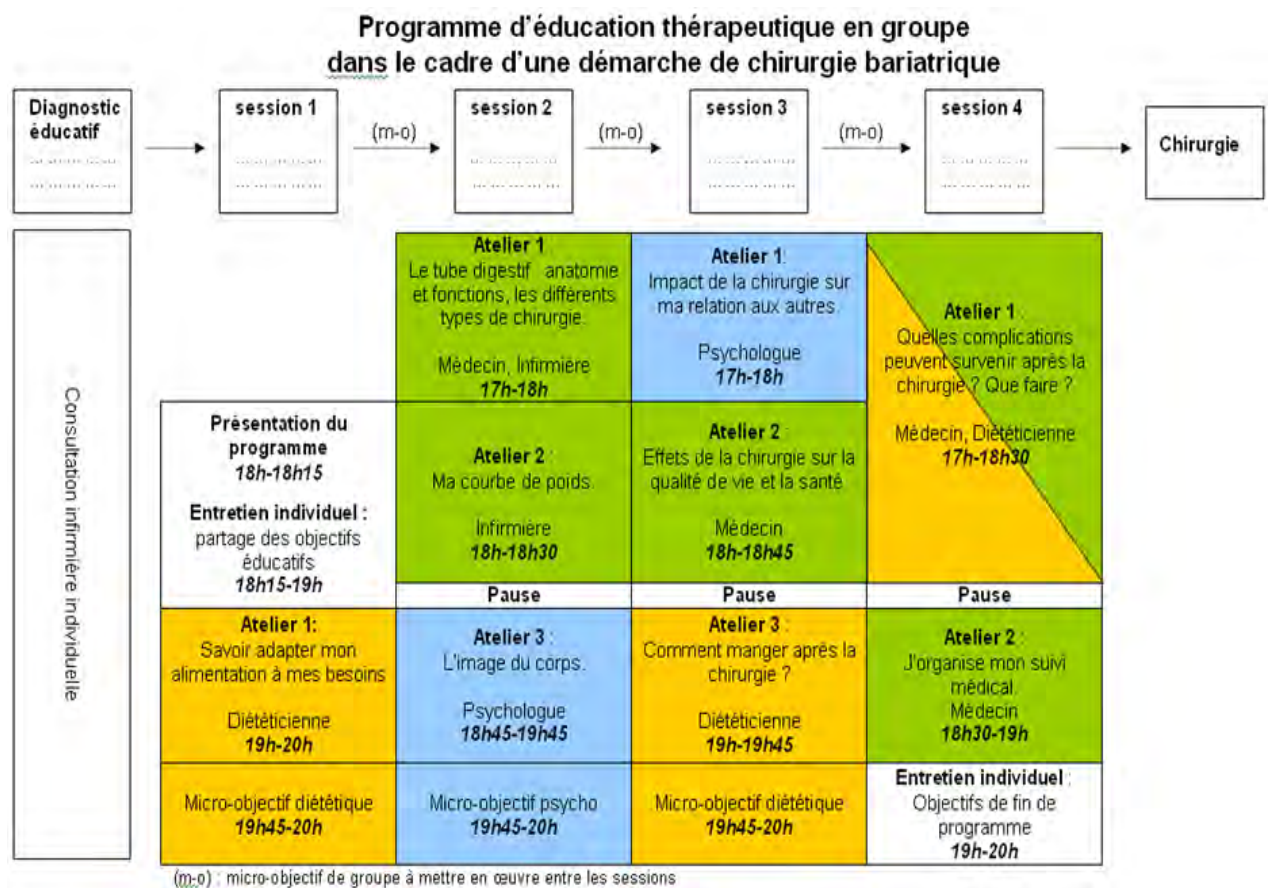 Programme d'éducation thérapeutique en groupe
dans le cadre d'une démarche de chirurgie bariatrique
Diagnostic
éducatif
... ... ... ... ...
... ... ... ... ...
session 1
... ... ... ... ...
... ... ... ... ...
(m-o)
session 2
... ... ... ... ...
... ... ... ... ...
(m-o)
session 3
... ... ... ... ...
... ... ... ... ...
(m-o)
session 4
... ... ... ... ...
... ... ... ... ...
Chirurgie
Consultation infirmière individuelle
Présentation du
programme
18h-18h15
Entretien individuel :
partage des objectifs
éducatifs
18h15-19h
Atelier 1:
Savoir adapter mon
alimentation à mes besoins
Diététicienne
19h-20h
Micro-objectif diététique
19h45-20h
Atelier 1
Le tube digestif : anatomie
et fonctions, les différents
types de chirurgie.
Médecin, Infirmière
17h-18h
Atelier 2 :
Ma courbe de poids.
Infirmière
18h-18h30
Pause
Atelier 3 :
L'image du corps.
Psychologue
18h45-19h45
Micro-objectif psycho
19h45-20h
Atelier 1 :
Impact de la chirurgie sur
ma relation aux autres.
Psychologue
17h-18h
Atelier 2 :
Effets de la chirurgie sur la
qualité de vie et la santé.
Médecin
18h-18h45
Pause
Atelier 3 :
Comment manger après la
chirurgie ?
Diététicienne
19h-19h45
Micro-objectif diététique
19h45-20h
Atelier 1 :
Quelles complications
peuvent survenir après la
chirurgie ? Que faire ?
Médecin, Diététicienne
17h-18h30
Pause
Atelier 2 :
J'organise mon suivi
médical.
Médecin
18h30-19h
Entretien individuel :
Objectifs de fin de
programme
19h-20h
(m-o) : micro-objectif de groupe à mettre en œuvre entre les sessions